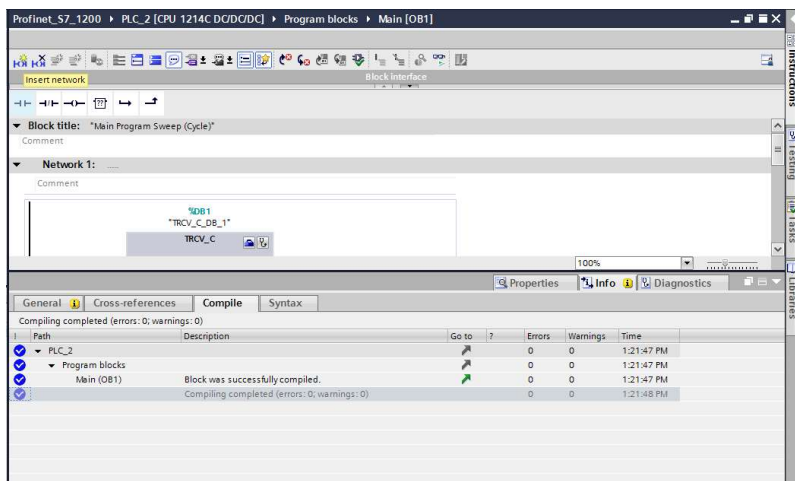 Profinet_S7_1200 ▸ PLC_2 [CPU 1214C DC/DC/DC] ▸ Program blocks ▸ Main [OB1]
Insert network
Block interface
Block title: "Main Program Sweep (Cycle)"
Comment
Network 1: .....
Comment
%DB1
"TRCV_C_DB_1"
TRCV_C
100%
Properties Info Diagnostics
General Cross-references Compile Syntax
Compiling completed (errors: 0; warnings: 0)
! Path Description Go to ? Errors Warnings Time
PLC_2 0 0 1:21:47 PM
Program blocks 0 0 1:21:47 PM
Main (OB1) Block was successfully compiled. 0 0 1:21:47 PM
Compiling completed (errors: 0; warnings: 0) 0 0 1:21:48 PM
Instructions
Testing
Tasks
Libraries